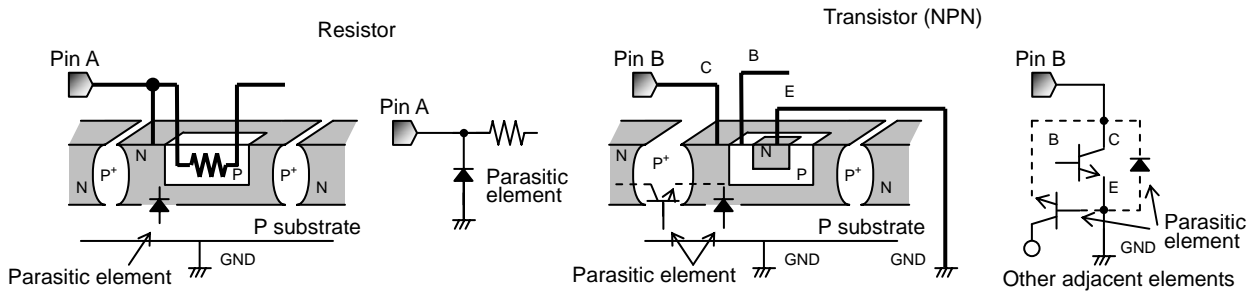 Resistor
Transistor (NPN)
Pin A
Pin B
C
B
E
Pin B
Pin A
N
P+
N
P
P+
N
Parasitic
element
P substrate
GND
Parasitic element
N
P+
N
P
P+
N
P substrate
GND
GND
Parasitic element
B
C
E
GND
Parasitic
element
Other adjacent elements